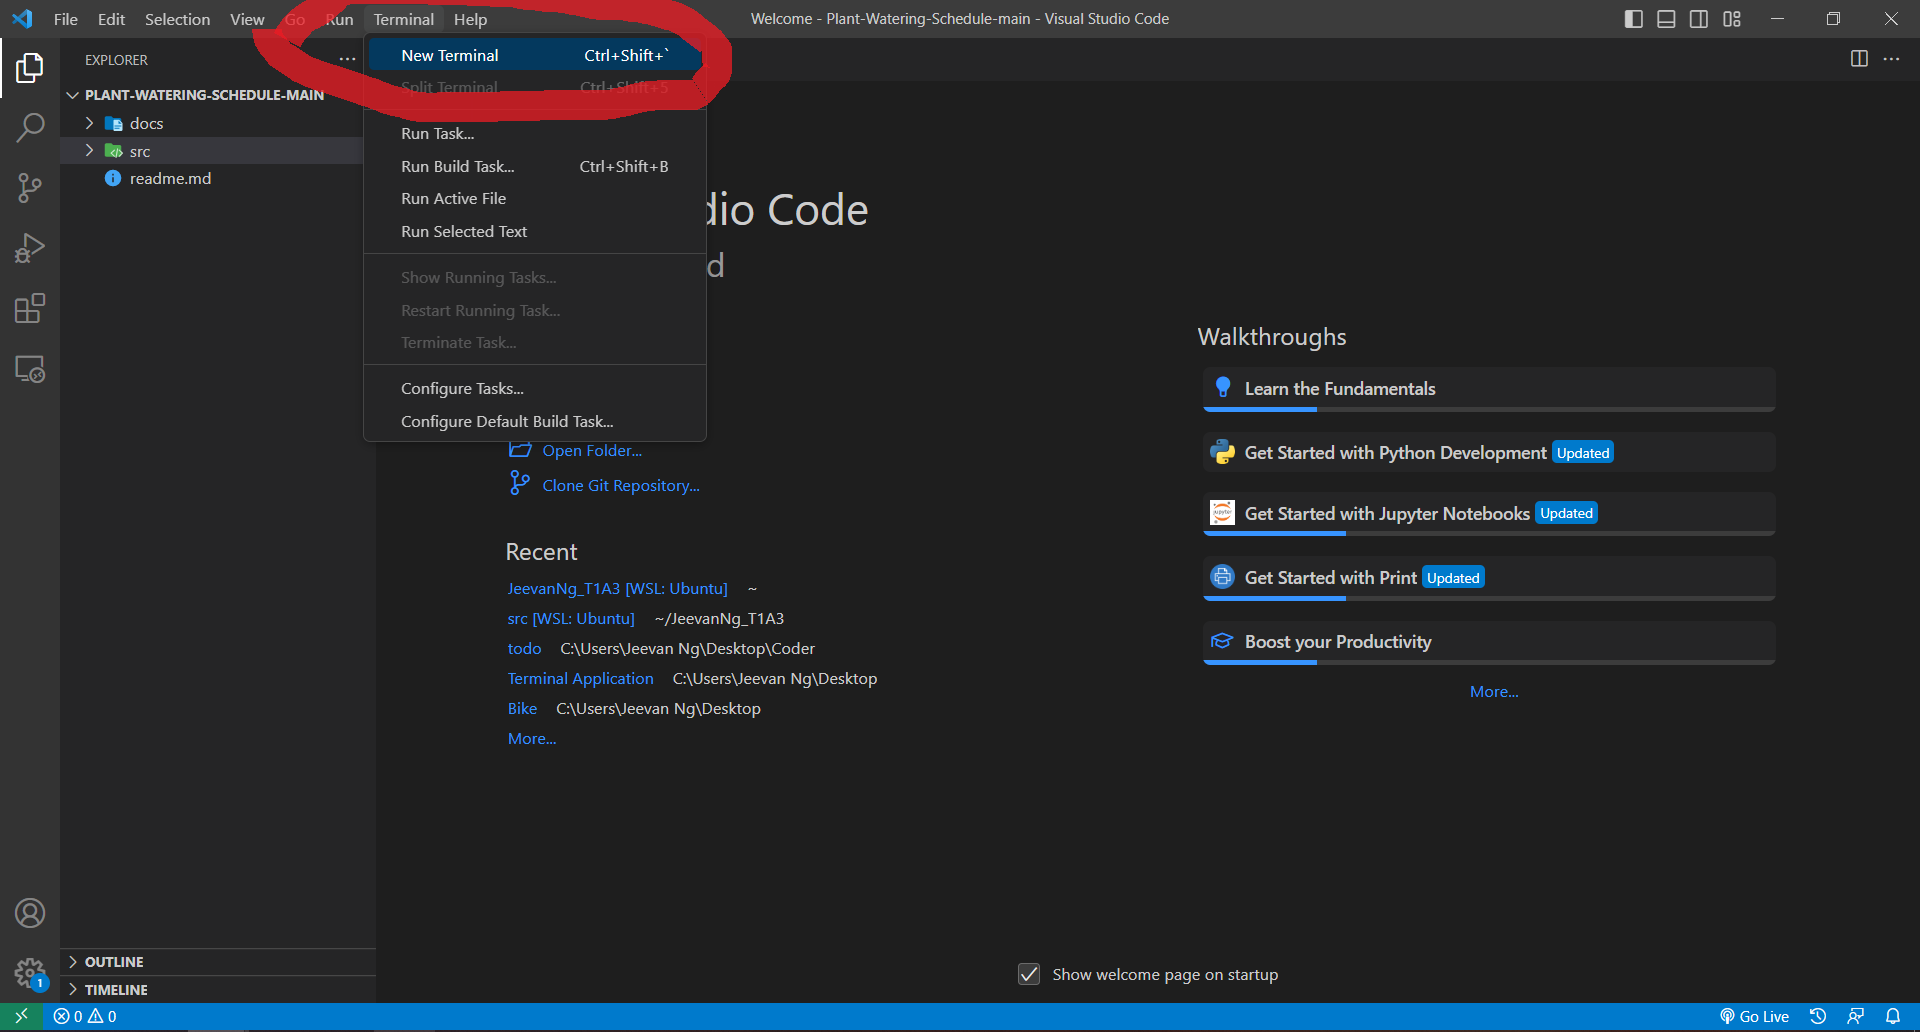 File Edit Selection View Go Run Terminal Help
Welcome - Plant-Watering-Schedule-main - Visual Studio Code
EXPLORER
PLANT-WATERING-SCHEDULE-MAIN
docs
src
readme.md
OUTLINE
TIMELINE
New Terminal Ctrl+Shift+`
Split Terminal Ctrl+Shift+5
Run Task...
Run Build Task... Ctrl+Shift+B
Run Active File
Run Selected Text
Show Running Tasks...
Restart Running Task...
Terminate Task...
Configure Tasks...
Configure Default Build Task...
dio Code
d
Open Folder...
Clone Git Repository...
Recent
JeevanNg_T1A3 [WSL: Ubuntu] ~
src [WSL: Ubuntu] ~/JeevanNg_T1A3
todo C:\Users\Jeevan Ng\Desktop\Coder
Terminal Application C:\Users\Jeevan Ng\Desktop
Bike C:\Users\Jeevan Ng\Desktop
More...
Walkthroughs
Learn the Fundamentals
Get Started with Python Development Updated
Get Started with Jupyter Notebooks Updated
Get Started with Print Updated
Boost your Productivity
More...
Show welcome page on startup
1
0 0
Go Live